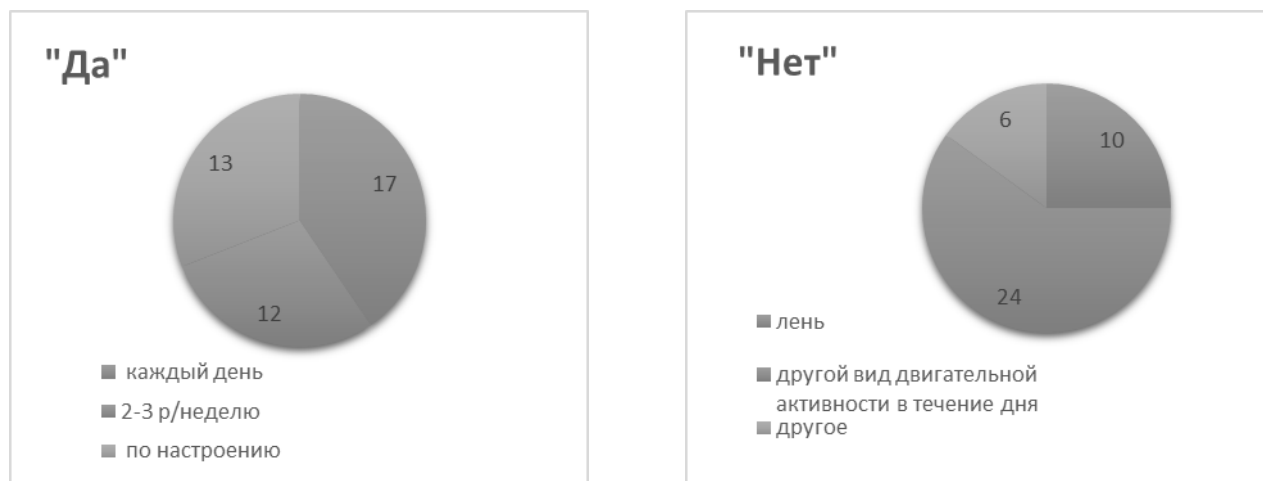 "Да"
13
17
12
каждый день
2-3 р/неделю
по настроению
"Нет"
6
10
24
лень
другой вид двигательной
активности в течение дня
другое